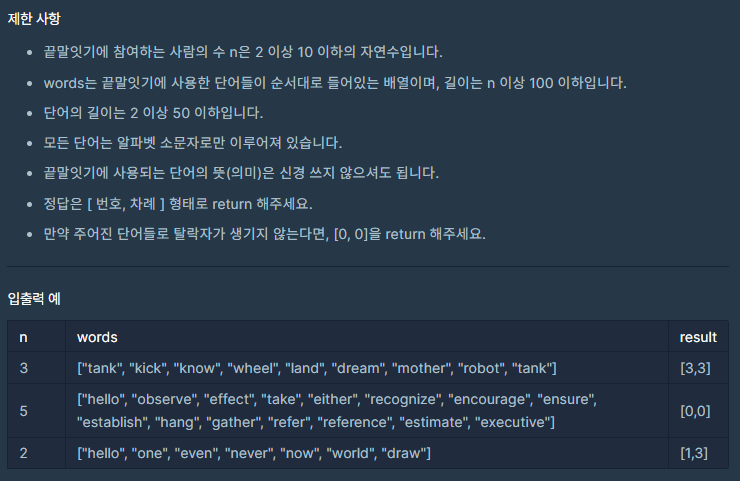 제한 사항
• 끝말잇기에 참여하는 사람의 수 n은 2 이상 10 이하의 자연수입니다.
• words는 끝말잇기에 사용한 단어들이 순서대로 들어있는 배열이며, 길이는 n 이상 100 이하입니다.
• 단어의 길이는 2 이상 50 이하입니다.
• 모든 단어는 알파벳 소문자로만 이루어져 있습니다.
• 끝말잇기에 사용되는 단어의 뜻(의미)은 신경 쓰지 않으셔도 됩니다.
• 정답은 [ 번호, 차례 ] 형태로 return 해주세요.
• 만약 주어진 단어들로 탈락자가 생기지 않는다면, [0, 0]을 return 해주세요.
입출력 예
n words result
3 ["tank", "kick", "know", "wheel", "land", "dream", "mother", "robot", "tank"] [3,3]
5 ["hello", "observe", "effect", "take", "either", "recognize", "encourage", "ensure",
"establish", "hang", "gather", "refer", "reference", "estimate", "executive"] [0,0]
2 ["hello", "one", "even", "never", "now", "world", "draw"] [1,3]